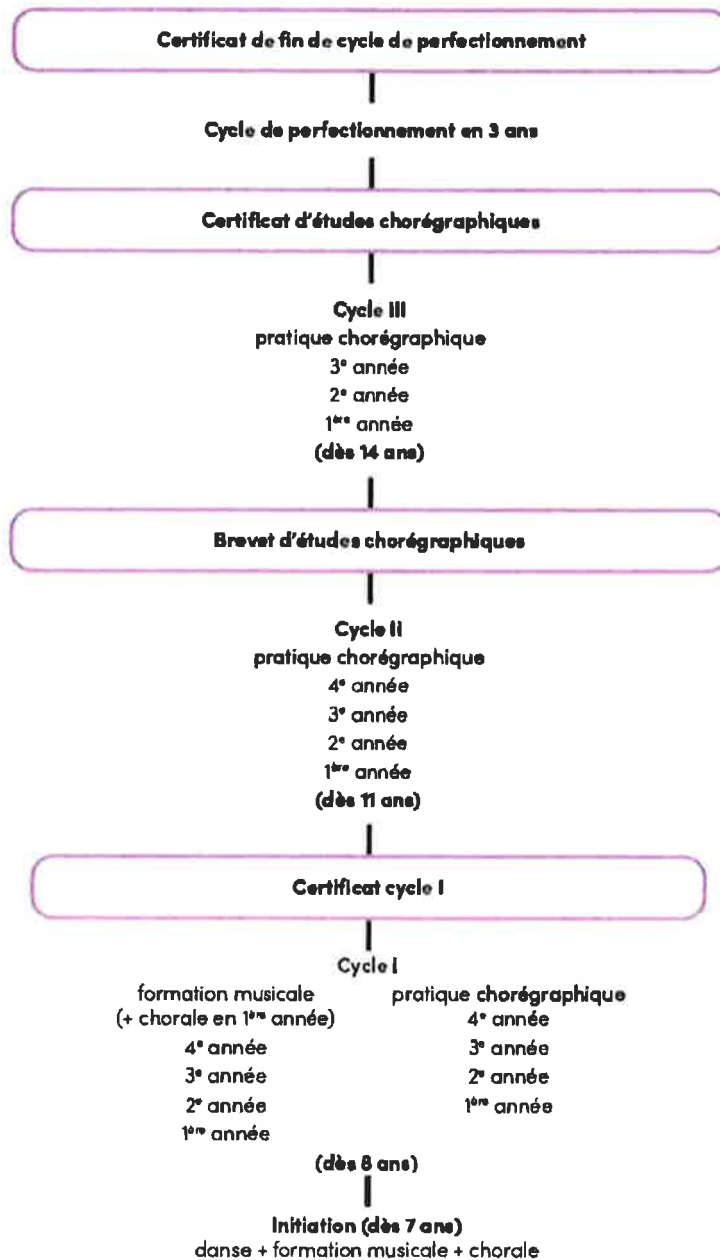 Certificat de fin de cycle de perfectionnement
Cycle de perfectionnement en 3 ans
Certificat d'études chorégraphiques
Cycle III
pratique chorégraphique
3e année
2e année
1ère année
(dès 14 ans)
Brevet d'études chorégraphiques
Cycle II
pratique chorégraphique
4e année
3e année
2e année
1ère année
(dès 11 ans)
Certificat cycle I
Cycle I
formation musicale
(+ chorale en 1ère année)
4e année
3e année
2e année
1ère année
pratique chorégraphique
4e année
3e année
2e année
1ère année
(dès 8 ans)
Initiation (dès 7 ans)
danse + formation musicale + chorale